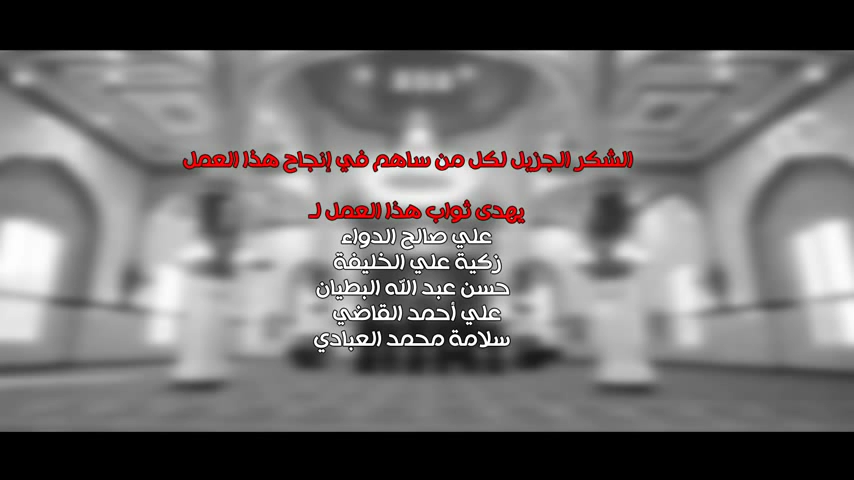 الشكر الجزيل لكل من ساهم في إنجاح هذا العمل
يهدى ثواب هذا العمل لـ
علي صالح الدواء
زكية علي الخليفة
حسن عبد الله البطيان
علي أحمد القاضي
سلامة محمد العبادي